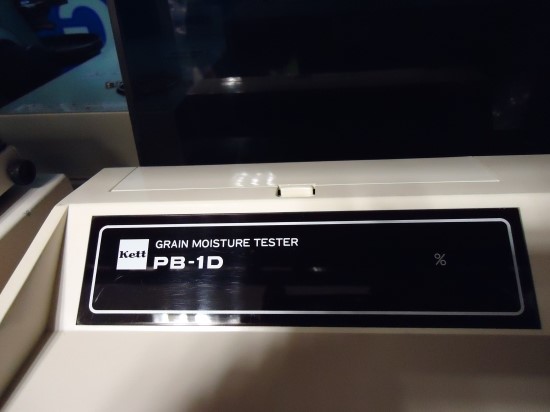 Kett
GRAIN MOISTURE TESTER
PB-1D
%